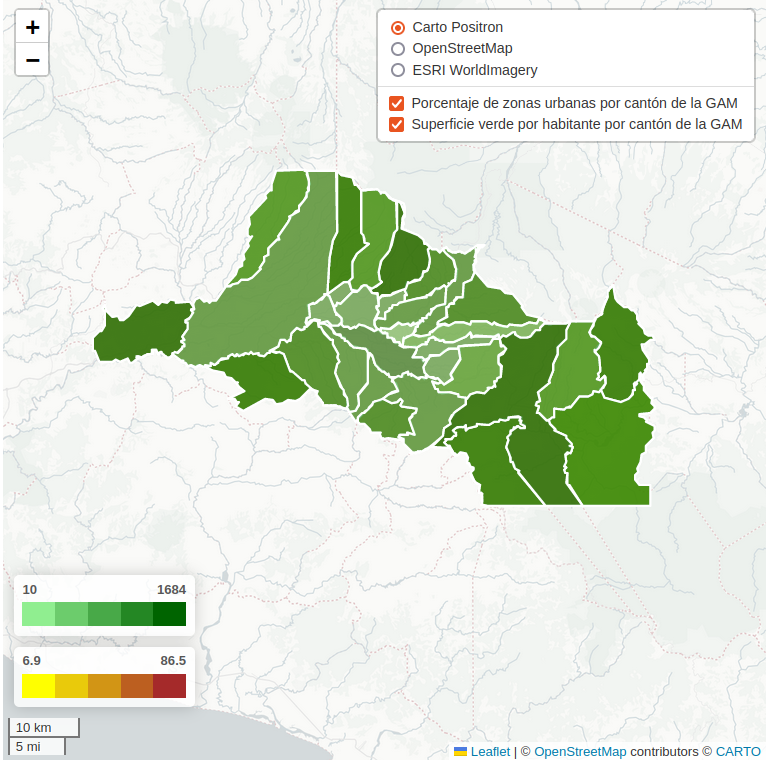 +
−
Carto Positron
OpenStreetMap
ESRI WorldImagery
Porcentaje de zonas urbanas por cantón de la GAM
Superficie verde por habitante por cantón de la GAM
10 1684
6.9 86.5
10 km
5 mi
Leaflet | © OpenStreetMap contributors © CARTO